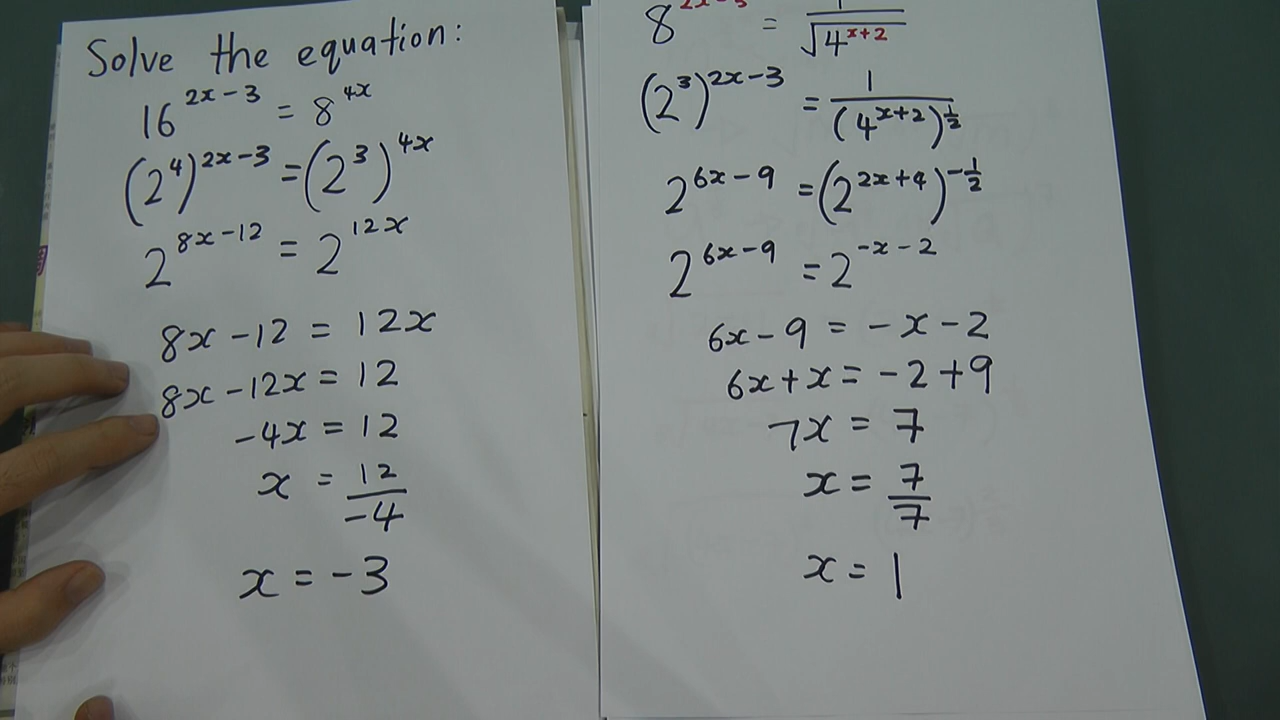 Solve the equation:
16^(2x-3) = 8^(4x)
(2^4)^(2x-3) = (2^3)^(4x)
2^(8x-12) = 2^(12x)
8x - 12 = 12x
8x - 12x = 12
-4x = 12
x = 12/-4
x = -3
8^(2x-3) = 1/√(4^(x+2))
(2^3)^(2x-3) = 1/(4^(x+2))^(1/2)
2^(6x-9) = (2^(2x+4))^(-1/2)
2^(6x-9) = 2^(-x-2)
6x - 9 = -x - 2
6x + x = -2 + 9
7x = 7
x = 7/7
x = 1